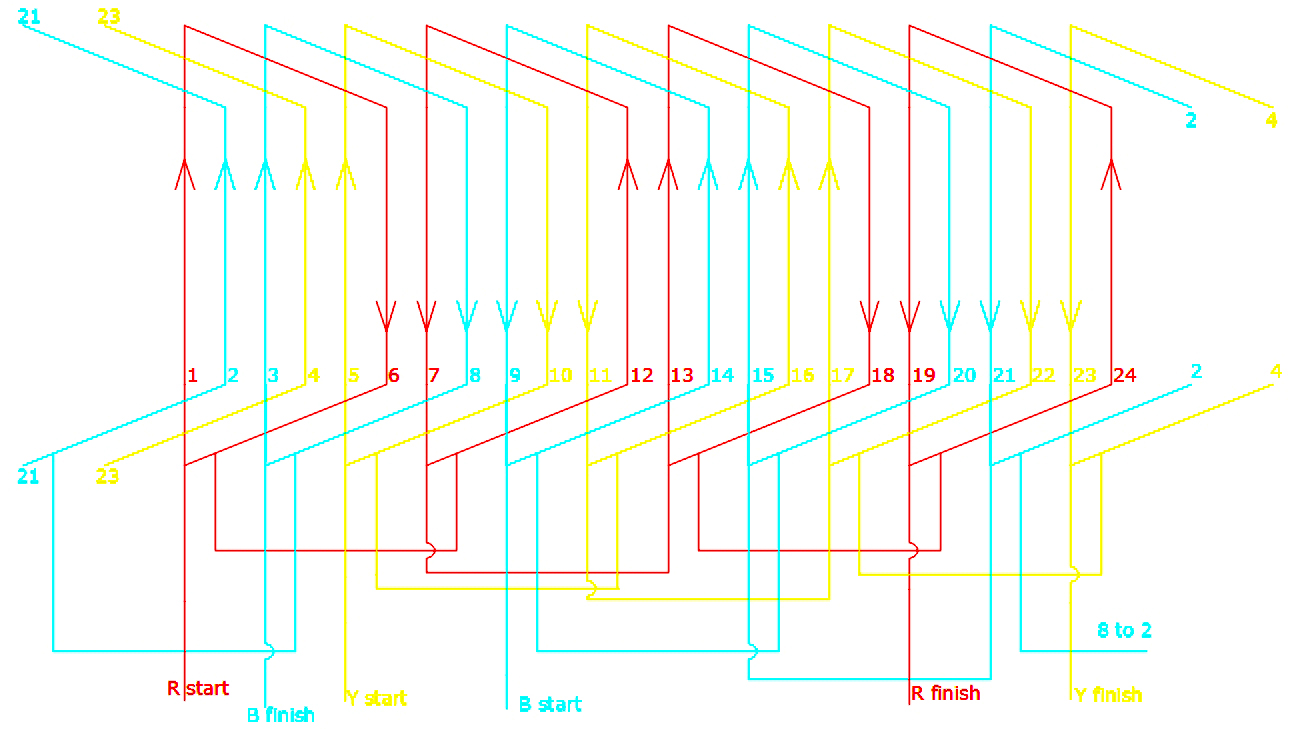 21 23
2 4
1 2 3 4 5 6 7 8 9 10 11 12 13 14 15 16 17 18 19 20 21 22 23 24 2 4
21 23
8 to 2
R start B finish Y start B start R finish Y finish